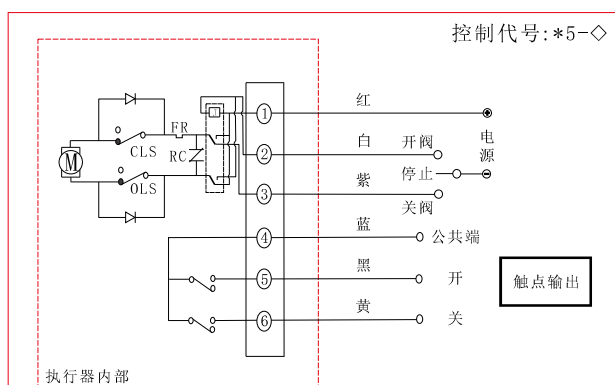 控制代号:*5-◇
红
①
电源
FR
白
开阀
M
CLS
RC
②
停止
紫
OLS
③
关阀
蓝
④
公共端
黑
⑤
开
触点输出
黄
⑥
关
执行器内部